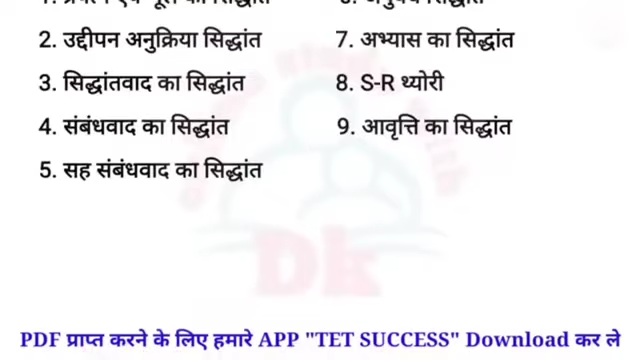 2. उद्दीपन अनुक्रिया सिद्धांत
3. सिद्धांतवाद का सिद्धांत
4. संबंधवाद का सिद्धांत
5. सह संबंधवाद का सिद्धांत
7. अभ्यास का सिद्धांत
8. S-R थ्योरी
9. आवृत्ति का सिद्धांत
Dk
PDF प्राप्त करने के लिए हमारे APP "TET SUCCESS" Download कर ले